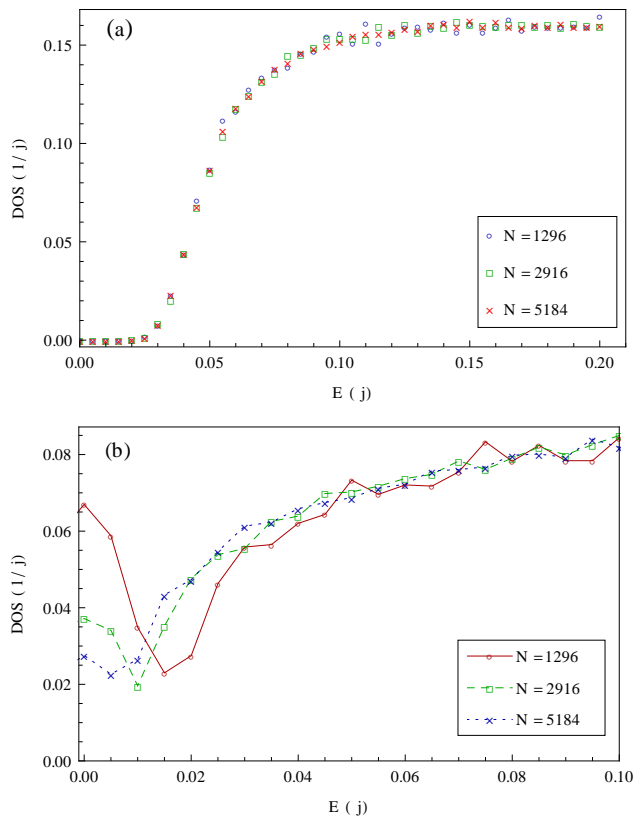 (a)
DOS (1/ j)
0.15
0.10
0.05
0.00
N = 1296
N = 2916
N = 5184
0.00 0.05 0.10 0.15 0.20
E ( j)
(b)
DOS (1/ j)
0.08
0.06
0.04
0.02
0.00
N = 1296
N = 2916
N = 5184
0.00 0.02 0.04 0.06 0.08 0.10
E ( j)